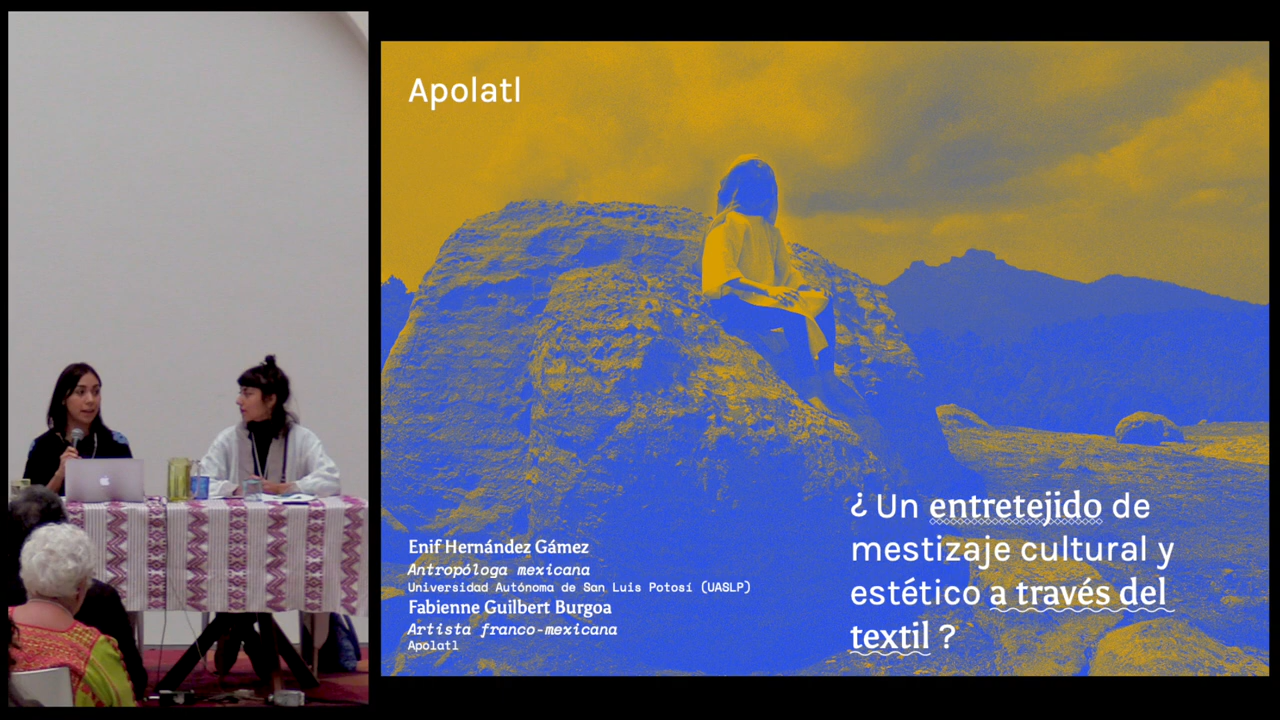 Apolatl
Enif Hernández Gámez
Antropóloga mexicana
Universidad Autónoma de San Luis Potosí (UASLP)
Fabienne Guilbert Burgoa
Artista franco-mexicana
Apolatl
¿ Un entretejido de
mestizaje cultural y
estético a través del
textil ?